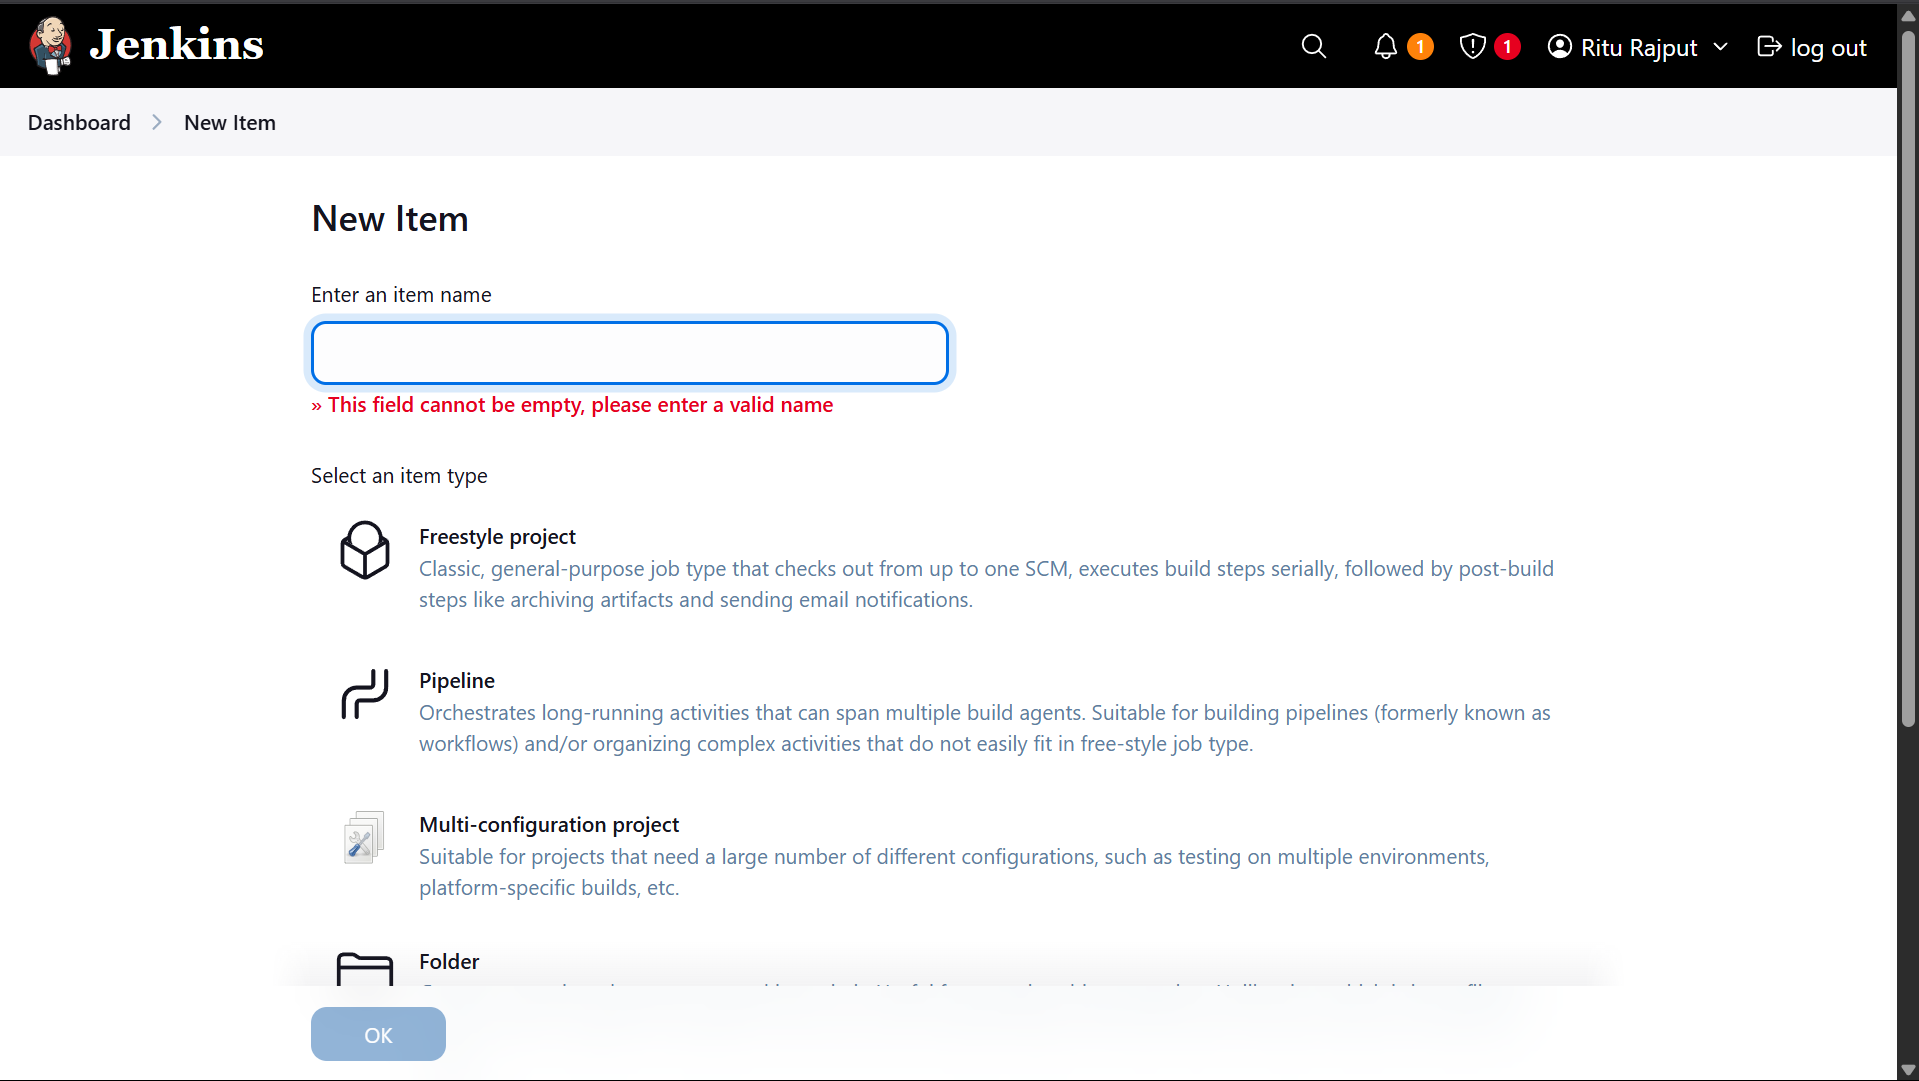 Jenkins
1
1
Ritu Rajput
log out
Dashboard
New Item
New Item
Enter an item name
» This field cannot be empty, please enter a valid name
Select an item type
Freestyle project
Classic, general-purpose job type that checks out from up to one SCM, executes build steps serially, followed by post-build
steps like archiving artifacts and sending email notifications.
Pipeline
Orchestrates long-running activities that can span multiple build agents. Suitable for building pipelines (formerly known as
workflows) and/or organizing complex activities that do not easily fit in free-style job type.
Multi-configuration project
Suitable for projects that need a large number of different configurations, such as testing on multiple environments,
platform-specific builds, etc.
Folder
OK